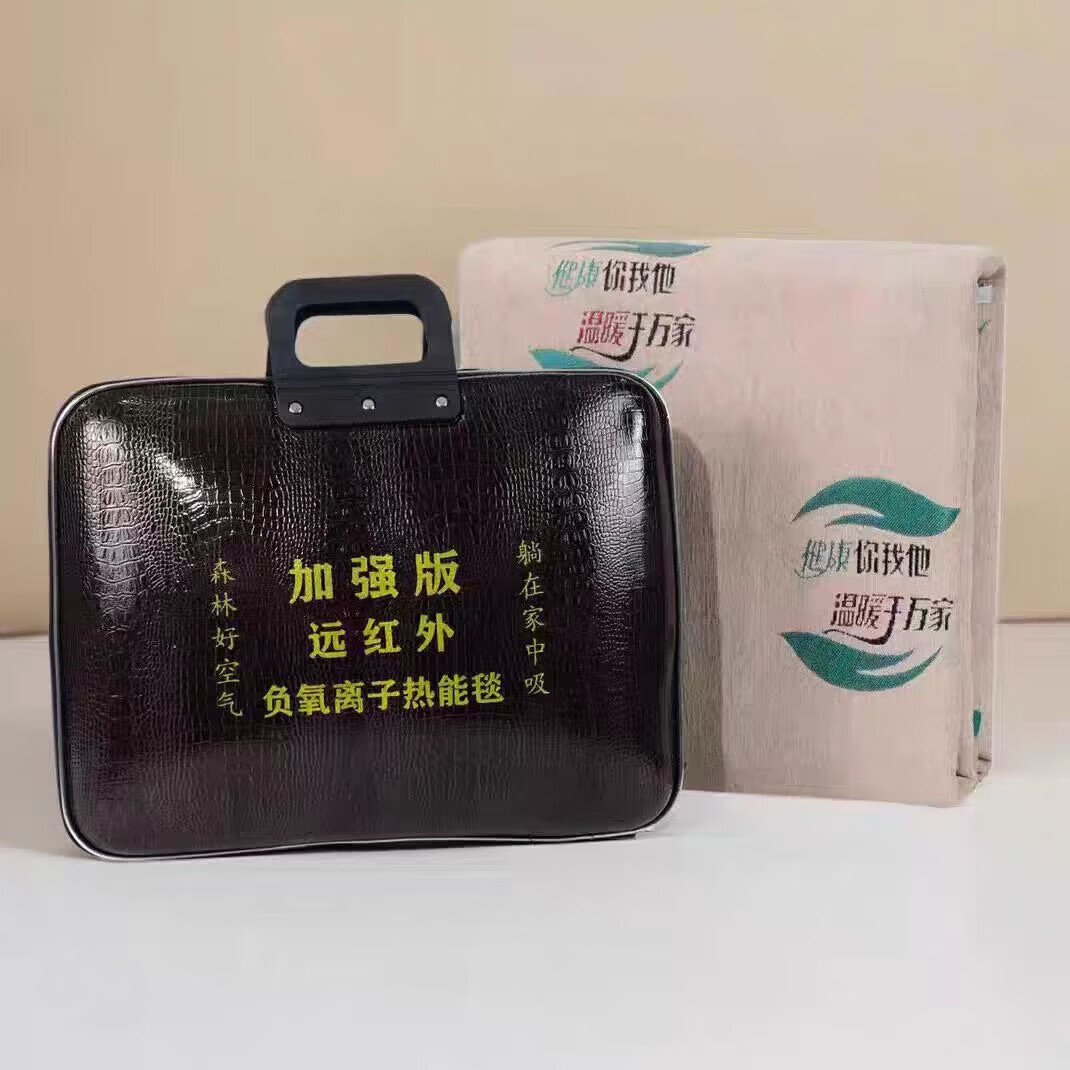 森林好空气
加强版
远红外
负氧离子热能毯
躺在家中吸
健康你我他
温暖千万家
健康你我他
温暖千万家